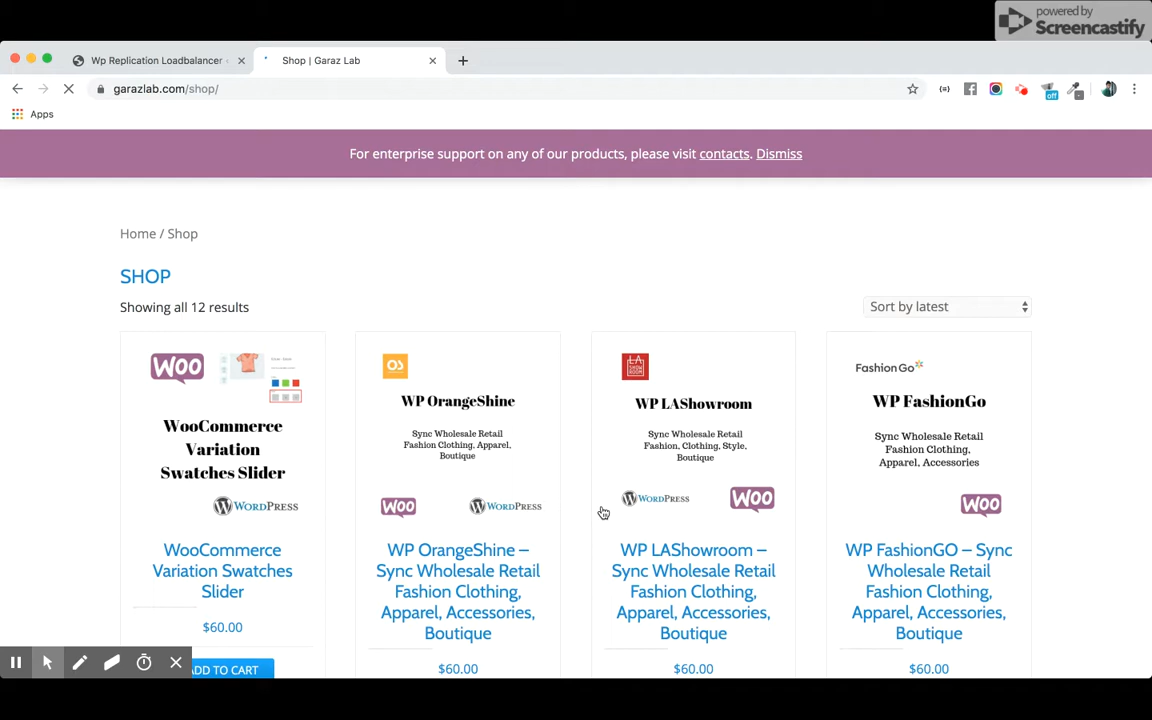 powered by
Screencastify
Wp Replication Loadbalancer
Shop | Garaz Lab
garazlab.com/shop/
off
Apps
For enterprise support on any of our products, please visit contacts. Dismiss
Home / Shop
SHOP
Showing all 12 results
Sort by latest
WOO
WooCommerce
Variation
Swatches Slider
WORDPRESS
WooCommerce
Variation Swatches
Slider
$60.00
ADD TO CART
OS
WP OrangeShine
Sync Wholesale Retail
Fashion Clothing, Apparel,
Boutique
WOO
WORDPRESS
WP OrangeShine –
Sync Wholesale Retail
Fashion Clothing,
Apparel, Accessories,
Boutique
$60.00
LA
SHOW
ROOM
WP LAShowroom
Sync Wholesale Retail
Fashion, Clothing, Style,
Boutique
WORDPRESS
WOO
WP LAShowroom –
Sync Wholesale Retail
Fashion Clothing,
Apparel, Accessories,
Boutique
$60.00
FashionGo
WP FashionGo
Sync Wholesale Retail
Fashion Clothing,
Apparel, Accessories
WOO
WP FashionGO – Sync
Wholesale Retail
Fashion Clothing,
Apparel, Accessories,
Boutique
$60.00